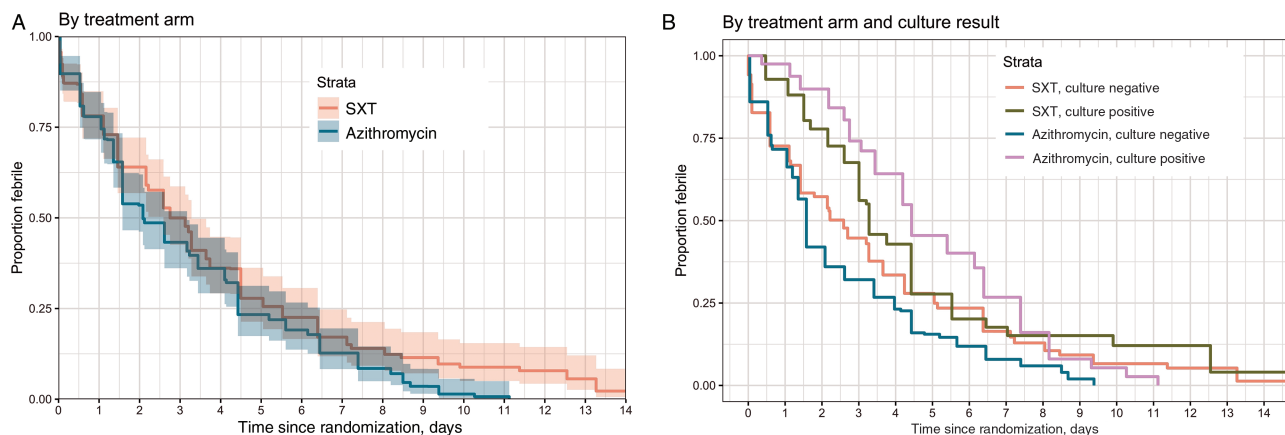 A
By treatment arm
1.00
0.75
0.50
0.25
0.00
Proportion febrile
Strata
SXT
Azithromycin
0 1 2 3 4 5 6 7 8 9 10 11 12 13 14
Time since randomization, days
B
By treatment arm and culture result
1.00
0.75
0.50
0.25
0.00
Proportion febrile
Strata
SXT, culture negative
SXT, culture positive
Azithromycin, culture negative
Azithromycin, culture positive
0 1 2 3 4 5 6 7 8 9 10 11 12 13 14
Time since randomization, days